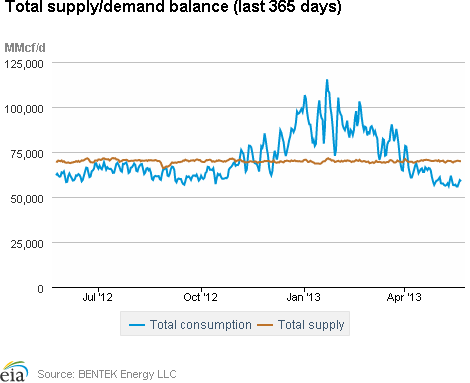 Total supply/demand balance (last 365 days)
MMcf/d
125,000
100,000
75,000
50,000
25,000
0
Jul '12
Oct '12
Jan '13
Apr '13
Total consumption
Total supply
eia
Source: BENTEK Energy LLC